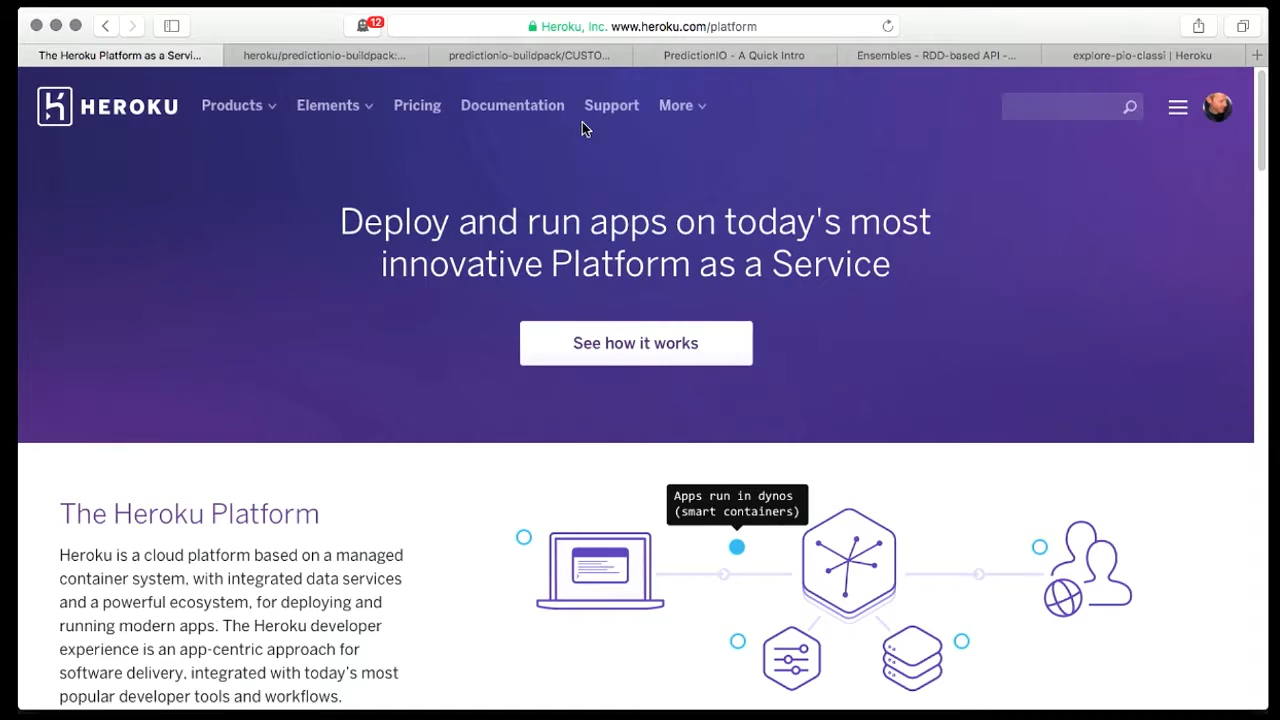 12
Heroku, Inc. www.heroku.com/platform
The Heroku Platform as a Servi...
heroku/predictionio-buildpack:...
predictionio-buildpack/CUSTO...
PredictionIO - A Quick Intro
Ensembles - RDD-based API -...
explore-pio-classi | Heroku
HEROKU
Products
Elements
Pricing
Documentation
Support
More
Deploy and run apps on today's most
innovative Platform as a Service
See how it works
The Heroku Platform
Heroku is a cloud platform based on a managed
container system, with integrated data services
and a powerful ecosystem, for deploying and
running modern apps. The Heroku developer
experience is an app-centric approach for
software delivery, integrated with today's most
popular developer tools and workflows.
Apps run in dynos
(smart containers)